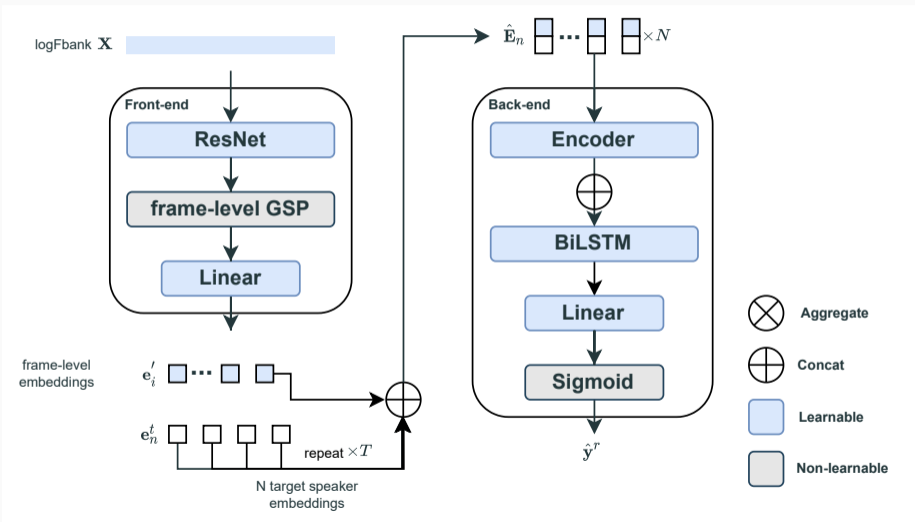 logFbank X
Front-end
ResNet
frame-level GSP
Linear
frame-level
embeddings
e′ᵢ
eᵗₙ
repeat ×T
N target speaker
embeddings
Êₙ ... ×N
Back-end
Encoder
BiLSTM
Linear
Sigmoid
ŷʳ
Aggregate
Concat
Learnable
Non-learnable